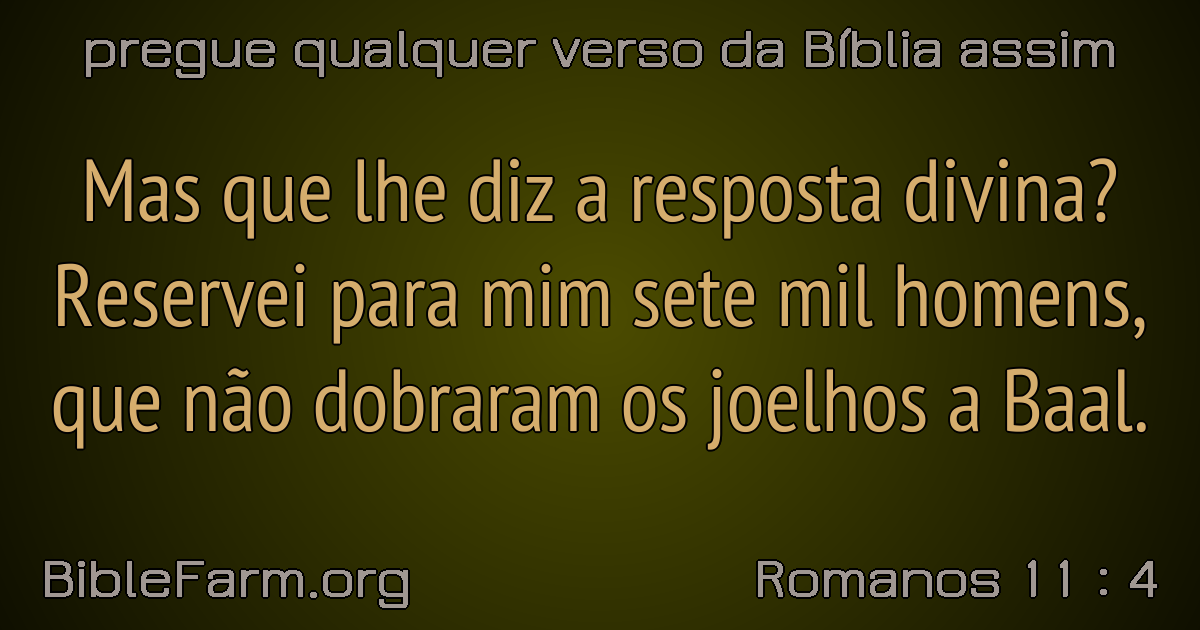 pregue qualquer verso da Bíblia assim
Mas que lhe diz a resposta divina?
Reservei para mim sete mil homens,
que não dobraram os joelhos a Baal.
BibleFarm.org
Romanos 11 : 4